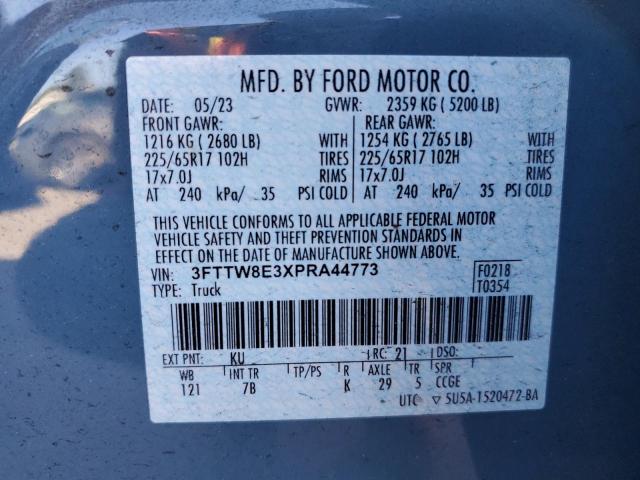 MFD. BY FORD MOTOR CO.
DATE: 05/23 GVWR: 2359 KG ( 5200 LB)
FRONT GAWR: REAR GAWR:
1216 KG ( 2680 LB) WITH 1254 KG ( 2765 LB) WITH
225/65R17 102H TIRES 225/65R17 102H TIRES
17x7.0J RIMS 17x7.0J RIMS
AT 240 kPa/ 35 PSI COLD AT 240 kPa/ 35 PSI COLD
THIS VEHICLE CONFORMS TO ALL APPLICABLE FEDERAL MOTOR
VEHICLE SAFETY AND THEFT PREVENTION STANDARDS IN
EFFECT ON THE DATE OF MANUFACTURE SHOWN ABOVE.
VIN: 3FTTW8E3XPRA44773 F0218
TYPE: Truck T0354
EXT PNT: KU RC: 21 DSO:
WB INT TR TP/PS R AXLE TR SPR
121 7B K 29 5 CCGE
UTC ▽ 5U5A-1520472-BA